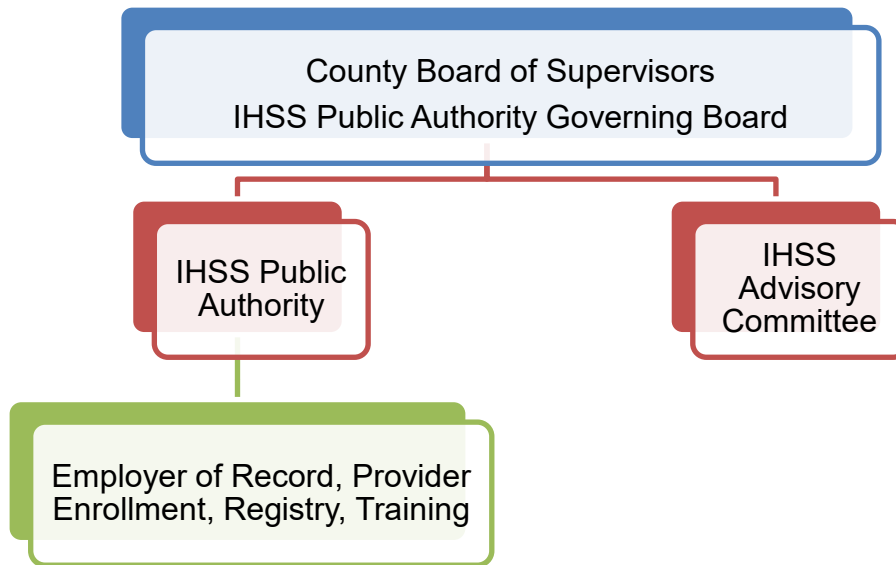 County Board of Supervisors
IHSS Public Authority Governing Board
IHSS Public
Authority
IHSS
Advisory
Committee
Employer of Record, Provider
Enrollment, Registry, Training